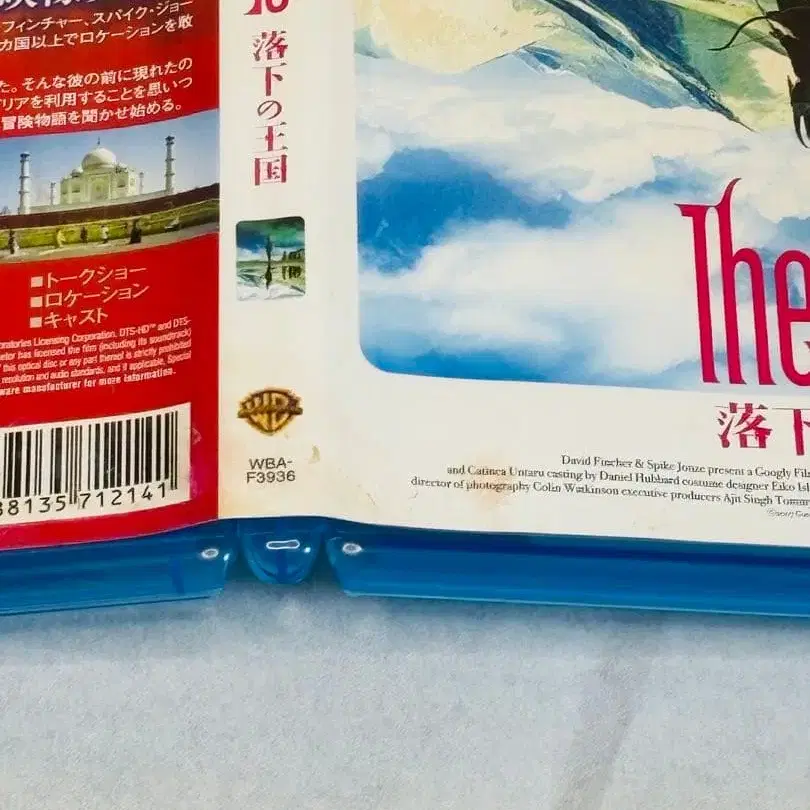 フィンチャー、スパイク・ジョー
カ国以上でロケーションを敢
た。そんな彼の前に現れたの
リアを利用することを思いつ
冒険物語を聞かせ始める。
■トークショー
■ロケーション
■キャスト
oratories Licensing Corporation. DTS-HD™ and DTS-
etor has licensed the film (including its soundtrack)
this optical disc or any part thereof is strictly prohibited
resolution and audio standards, and if applicable, Special
ware manufacturer for more information.
38135 712141
落下の王国
WB
WBA-
F3936
The
落下
David Fincher & Spike Jonze present a Googly Fil
and Catinca Untaru casting by Daniel Hubbard costume designer Eiko Is
director of photography Colin Watkinson executive producers Ajit Singh Tommy